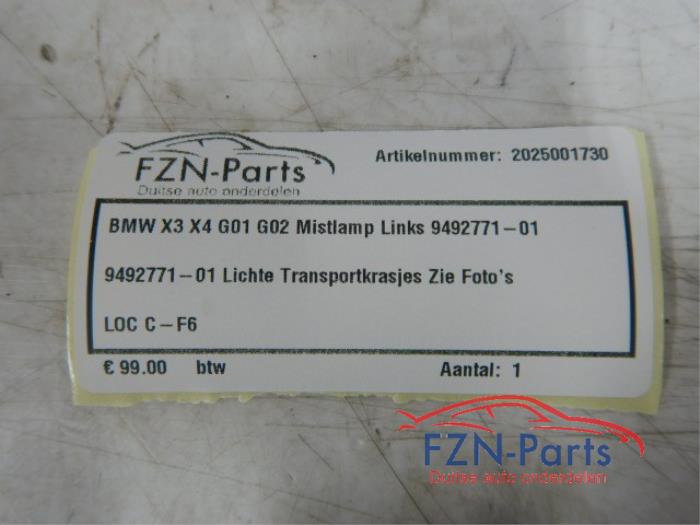 FZN-Parts
Duitse auto onderdelen
Artikelnummer: 2025001730
BMW X3 X4 G01 G02 Mistlamp Links 9492771-01
9492771-01 Lichte Transportkrasjes Zie Foto's
LOC C-F6
€ 99.00 btw
Aantal: 1
FZN-Parts
Duitse auto onderdelen